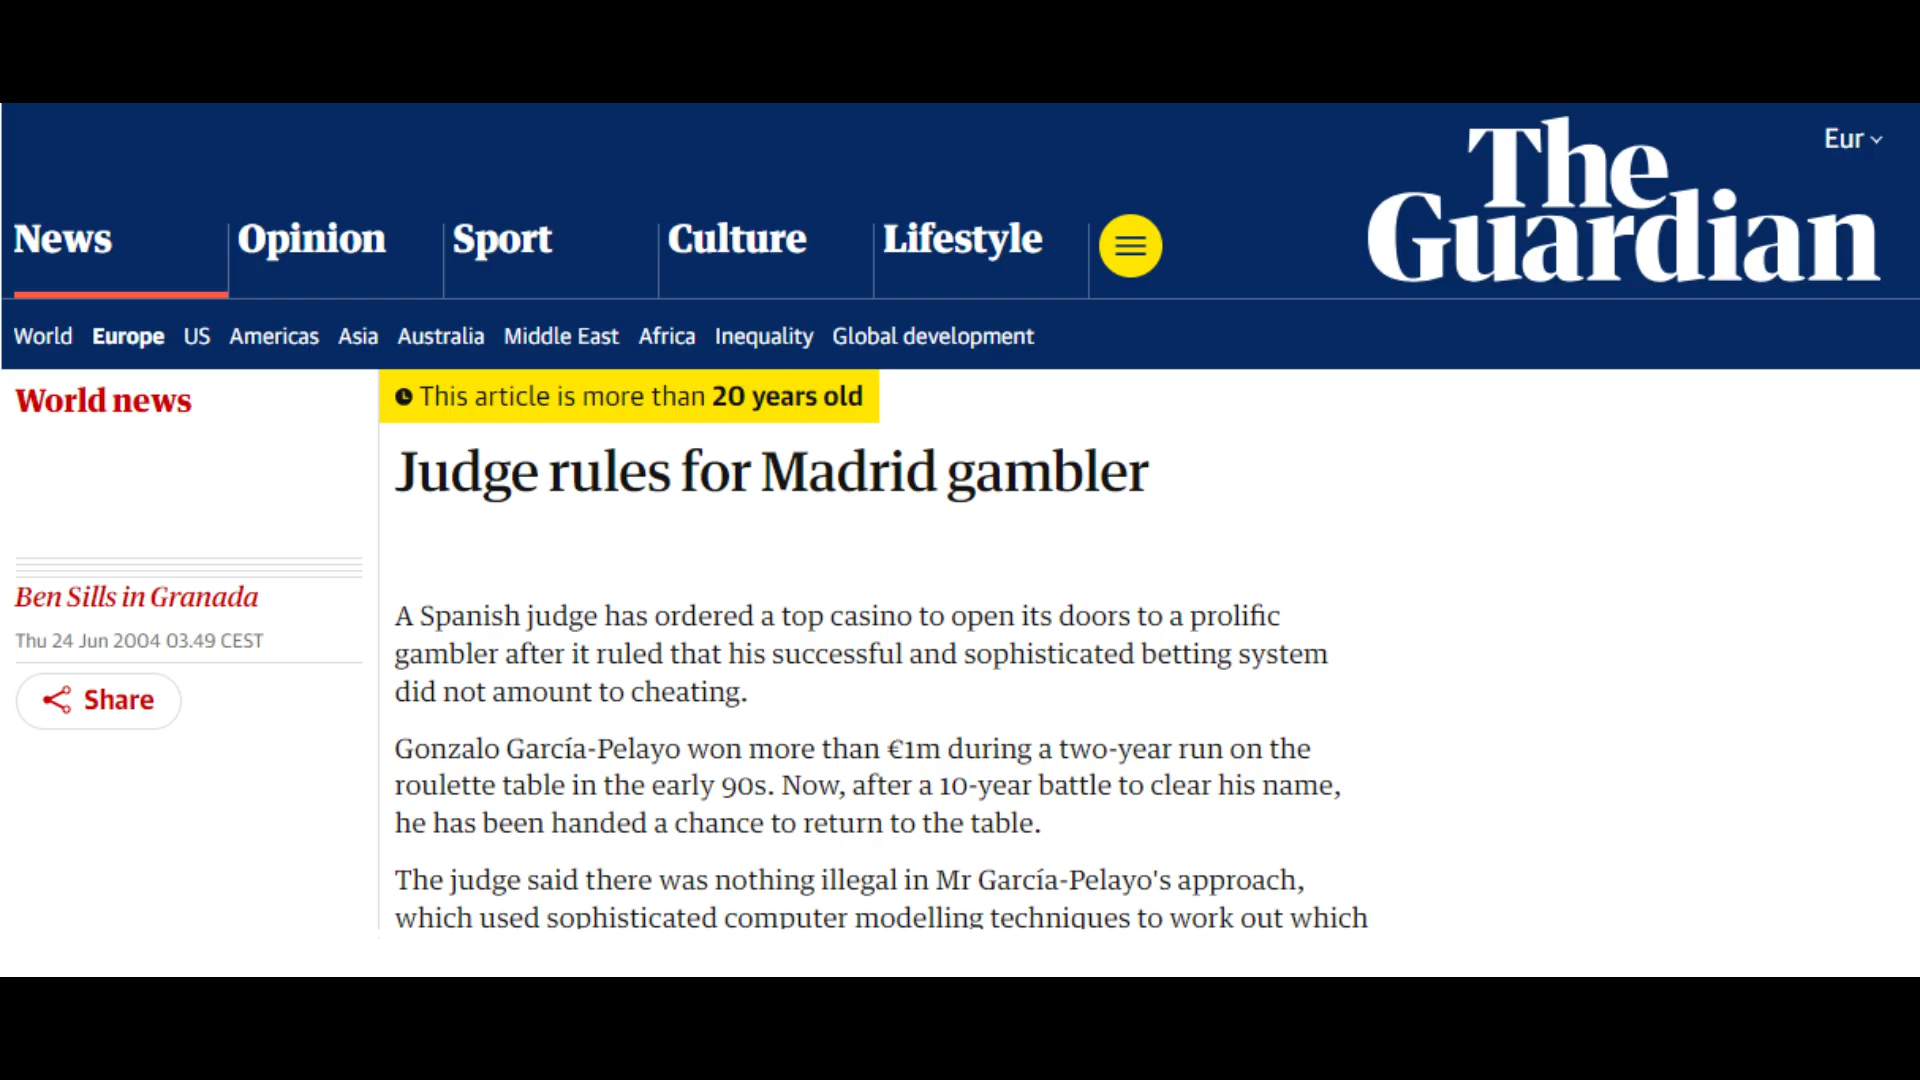 Eur
The
Guardian
News
Opinion
Sport
Culture
Lifestyle
World Europe US Americas Asia Australia Middle East Africa Inequality Global development
World news
This article is more than 20 years old
Judge rules for Madrid gambler
Ben Sills in Granada
Thu 24 Jun 2004 03.49 CEST
Share
A Spanish judge has ordered a top casino to open its doors to a prolific
gambler after it ruled that his successful and sophisticated betting system
did not amount to cheating.
Gonzalo García-Pelayo won more than €1m during a two-year run on the
roulette table in the early 90s. Now, after a 10-year battle to clear his name,
he has been handed a chance to return to the table.
The judge said there was nothing illegal in Mr García-Pelayo's approach,
which used sophisticated computer modelling techniques to work out which